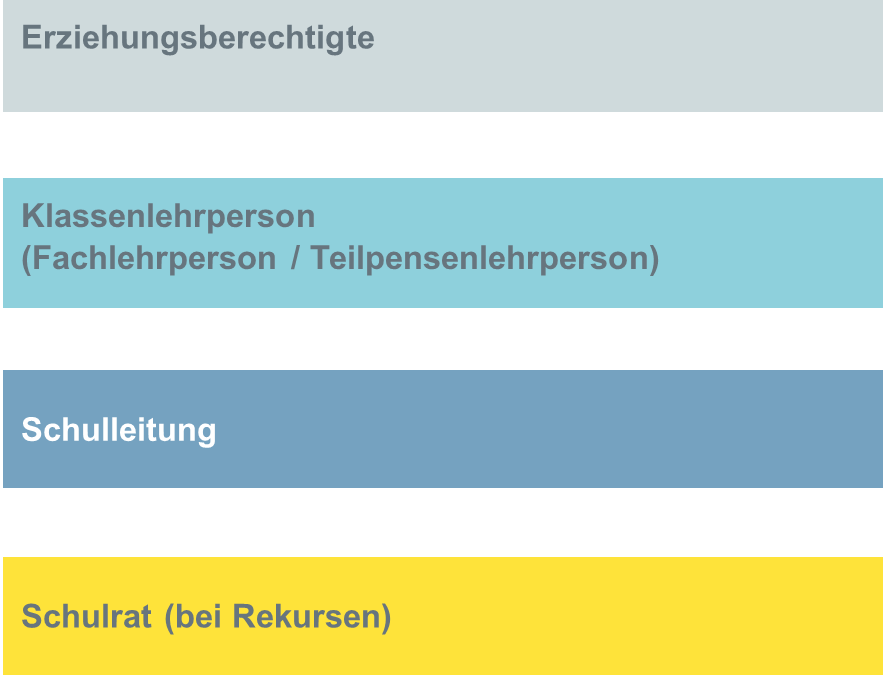 Erziehungsberechtigte
Klassenlehrperson
(Fachlehrperson / Teilpensenlehrperson)
Schulleitung
Schulrat (bei Rekursen)